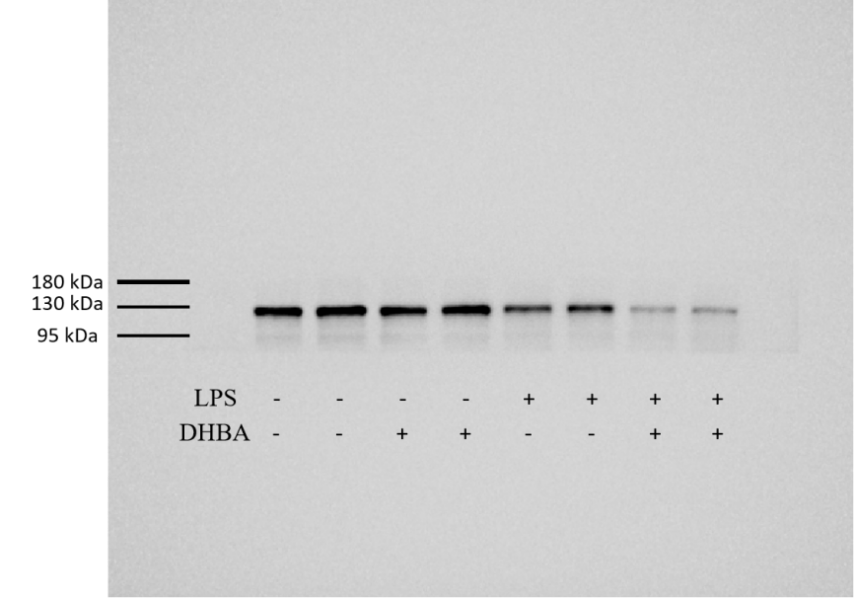 180 kDa
130 kDa
95 kDa
LPS - - - - + + + +
DHBA - - + + - - + +